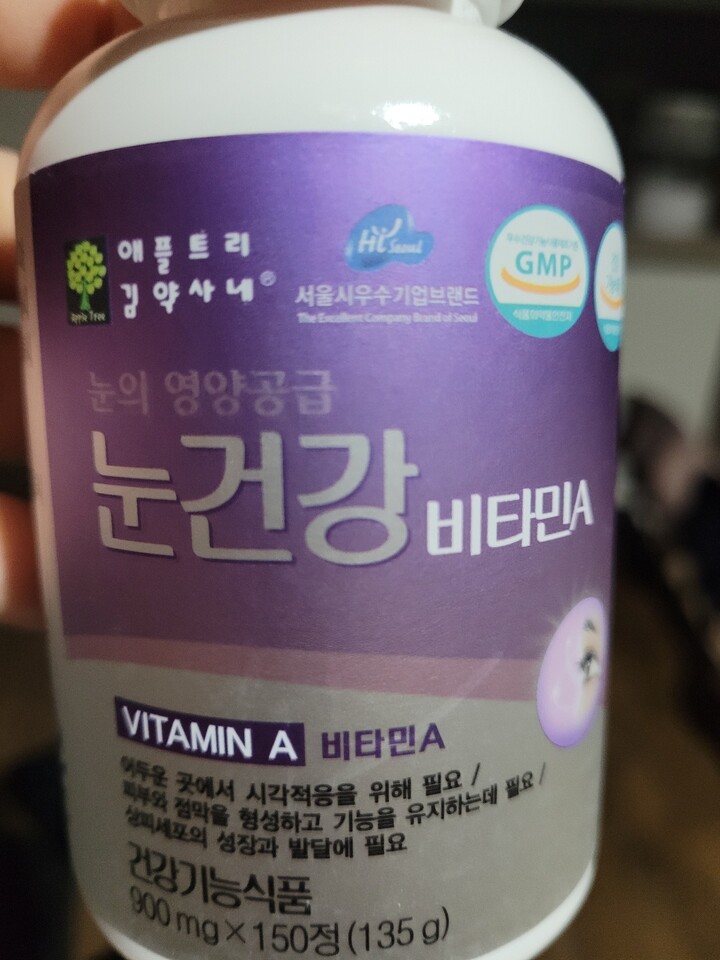 애플트리
김약사네®
Apple Tree
Hi Seoul
서울시우수기업브랜드
The Excellent Company Brand of Seoul
GMP
눈의 영양공급
눈건강 비타민A
VITAMIN A 비타민A
어두운 곳에서 시각적응을 위해 필요 /
피부와 점막을 형성하고 기능을 유지하는데 필요 /
상피세포의 성장과 발달에 필요
건강기능식품
900 mg×150정(135 g)